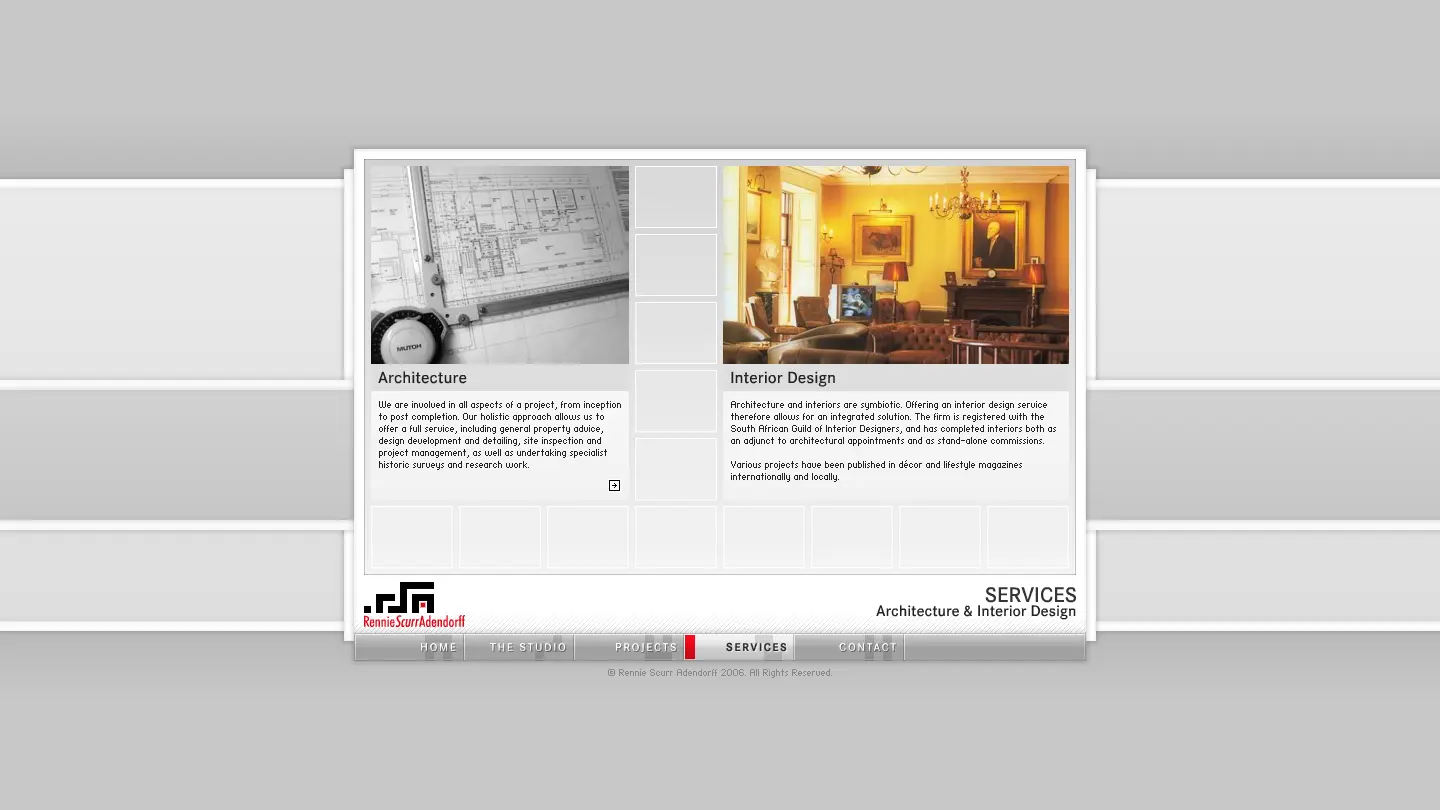 MUTOH
Architecture
We are involved in all aspects of a project, from inception
to post completion. Our holistic approach allows us to
offer a full service, including general property advice,
design development and detailing, site inspection and
project management, as well as undertaking specialist
historic surveys and research work.
Interior Design
Architecture and interiors are symbiotic. Offering an interior design service
therefore allows for an integrated solution. The firm is registered with the
South African Guild of Interior Designers, and has completed interiors both as
an adjunct to architectural appointments and as stand-alone commissions.
Various projects have been published in décor and lifestyle magazines
internationally and locally.
RennieScurrAdendorff
SERVICES
Architecture & Interior Design
HOME
THE STUDIO
PROJECTS
SERVICES
CONTACT
© Rennie Scurr Adendorff 2006. All Rights Reserved.